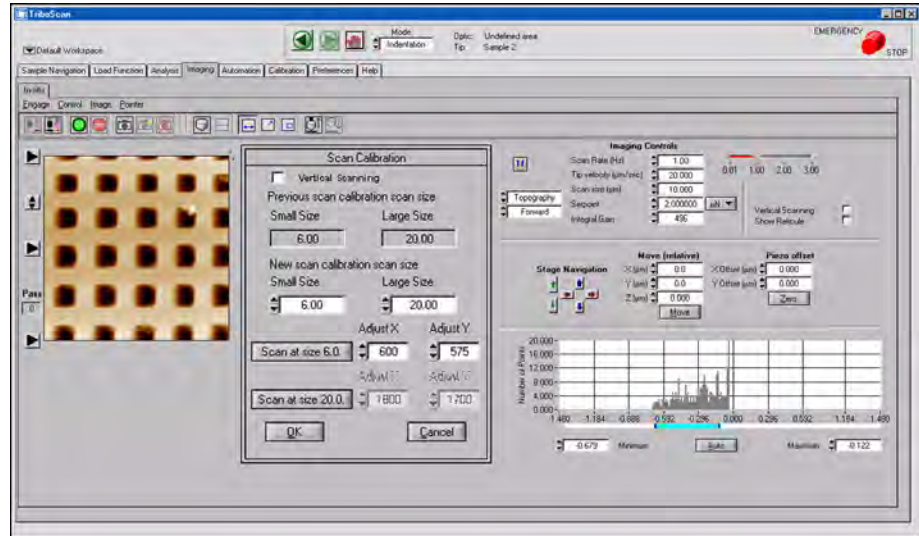 TriboScan
Default Workspace
Mode
Indentation
Optic: Undefined area
Tip: Sample 2
EMERGENCY
STOP
Sample Navigation Load Function Analysis Imaging Automation Calibration Preferences Help
Engage Control Image Pointer
Pass
0
Scan Calibration
Vertical Scanning
Previous scan calibration scan size
Small Size Large Size
6.00 20.00
New scan calibration scan size
Small Size Large Size
6.00 20.00
Adjust X Adjust Y
Scan at size 6.0. 600 575
Adjust X Adjust Y
Scan at size 20.0. 1800 1700
OK Cancel
Imaging Controls
Scan Rate (Hz) 1.00
Tip velocity (µm/sec) 20.000
Scan size (µm) 10.000
Setpoint 2.000000 µN
Integral Gain 496
Topography
Forward
0.01 1.00 2.00 3.00
Vertical Scanning
Show Reticule
Stage Navigation
Move (relative)
X (µm) 0.0
Y (µm) 0.0
Z (µm) 0.000
Move
Piezo offset
X Offset (µm) 0.000
Y Offset (µm) 0.000
Zero
Number of Points
20.000
16.000
12.000
8.000
4.000
0.000
-1.480 -1.184 -0.888 -0.592 -0.296 0.000 0.296 0.592 1.184 1.480
-0.679 Minimum Auto Maximum -0.122